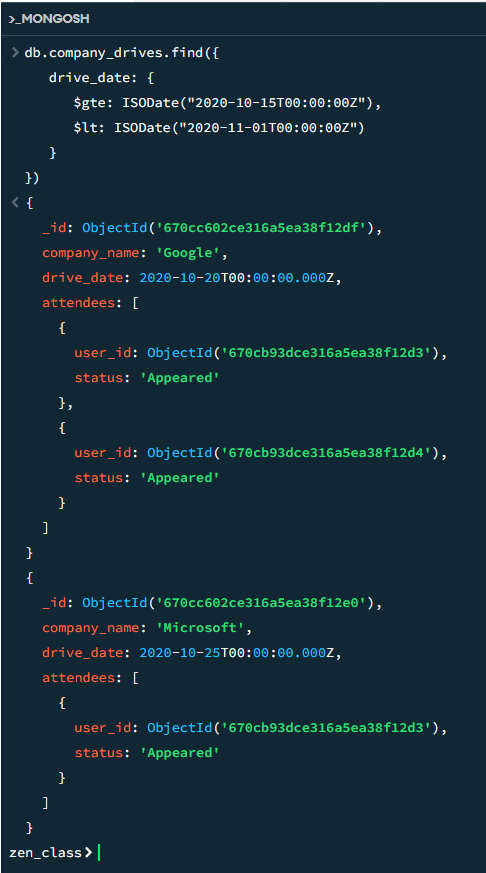 >_MONGOSH
> db.company_drives.find({
drive_date: {
$gte: ISODate("2020-10-15T00:00:00Z"),
$lt: ISODate("2020-11-01T00:00:00Z")
}
})
< {
_id: ObjectId('670cc602ce316a5ea38f12df'),
company_name: 'Google',
drive_date: 2020-10-20T00:00:00.000Z,
attendees: [
{
user_id: ObjectId('670cb93dce316a5ea38f12d3'),
status: 'Appeared'
},
{
user_id: ObjectId('670cb93dce316a5ea38f12d4'),
status: 'Appeared'
}
]
}
{
_id: ObjectId('670cc602ce316a5ea38f12e0'),
company_name: 'Microsoft',
drive_date: 2020-10-25T00:00:00.000Z,
attendees: [
{
user_id: ObjectId('670cb93dce316a5ea38f12d3'),
status: 'Appeared'
}
]
}
zen_class>